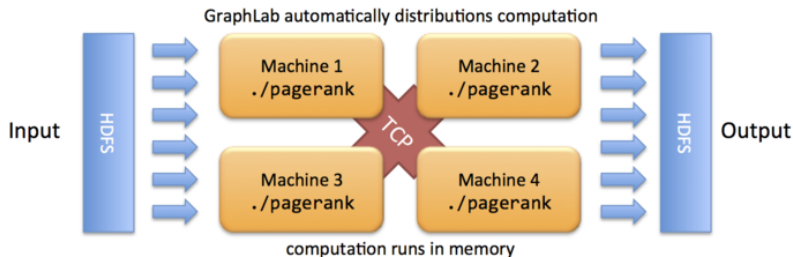 GraphLab automatically distributions computation
Input
HDFS
Machine 1
./pagerank
Machine 2
./pagerank
TCP
Machine 3
./pagerank
Machine 4
./pagerank
HDFS
Output
computation runs in memory